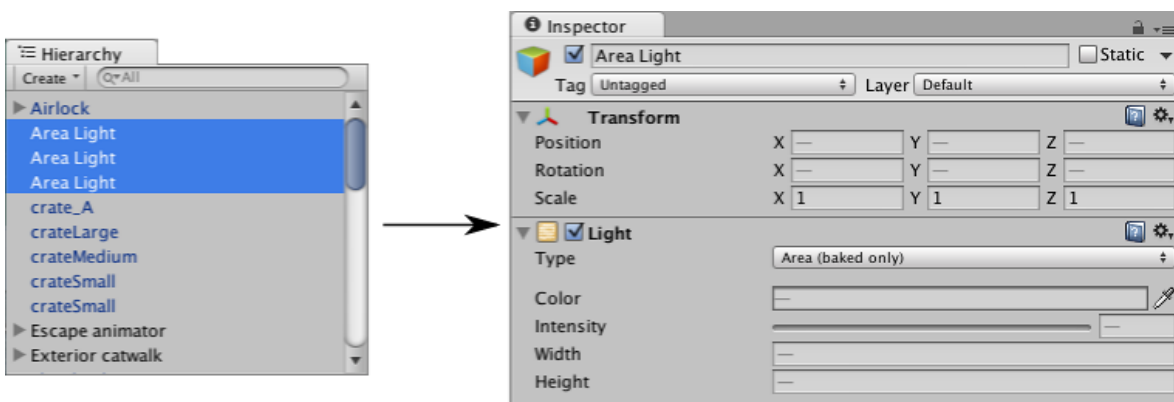 Hierarchy
Create All
Airlock
Area Light
Area Light
Area Light
crate_A
crateLarge
crateMedium
crateSmall
crateSmall
Escape animator
Exterior catwalk
Inspector
Area Light Static
Tag Untagged Layer Default
Transform
Position X — Y — Z —
Rotation X — Y — Z —
Scale X 1 Y 1 Z 1
Light
Type Area (baked only)
Color —
Intensity —
Width —
Height —